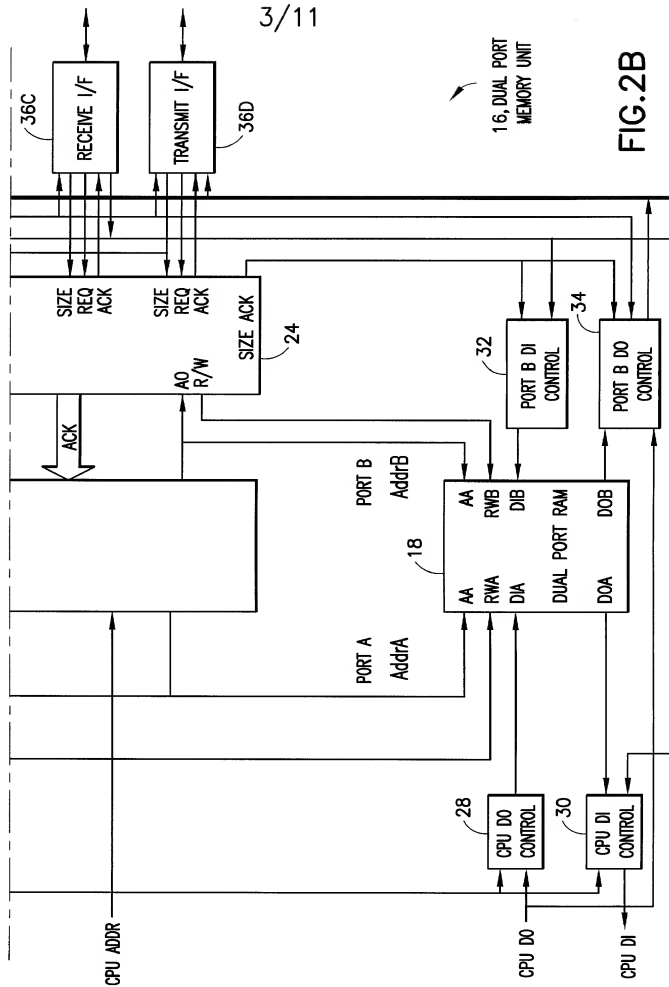 3/11
36C
RECEIVE I/F
36D
TRANSMIT I/F
16, DUAL PORT
MEMORY UNIT
FIG.2B
SIZE
REQ
ACK
SIZE
REQ
ACK
SIZE ACK
A0
R/W
24
ACK
32
PORT B DI
CONTROL
34
PORT B DO
CONTROL
PORT B
AddrB
PORT A
AddrA
18
AA
RWB
DIB
DOB
DUAL PORT RAM
AA
RWA
DIA
DOA
28
CPU DO
CONTROL
30
CPU DI
CONTROL
CPU ADDR
CPU DO
CPU DI